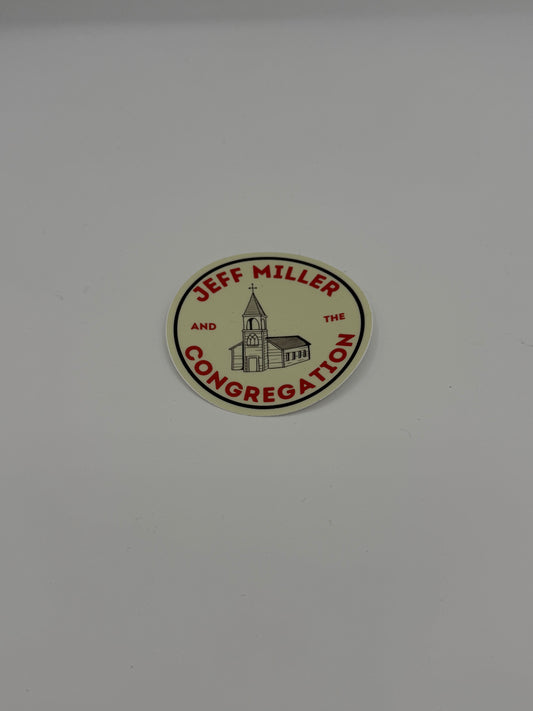 JEFF MILLER
AND THE
CONGREGATION